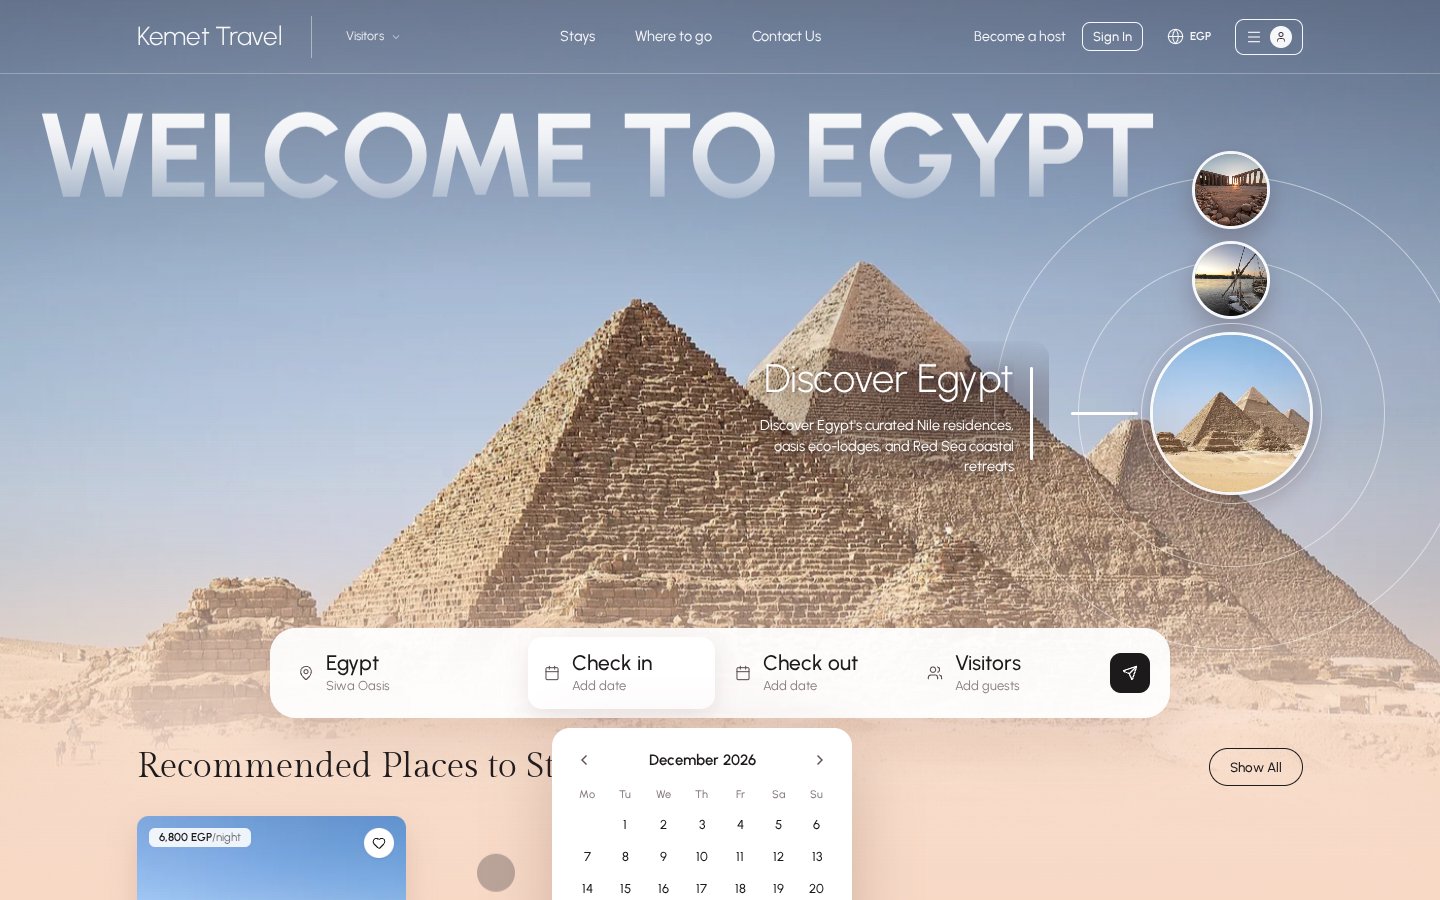 Kemet Travel
Visitors
Stays
Where to go
Contact Us
Become a host
Sign In
EGP
WELCOME TO EGYPT
Discover Egypt
Discover Egypt's curated Nile residences,
oasis eco-lodges, and Red Sea coastal
retreats
Egypt
Siwa Oasis
Check in
Add date
Check out
Add date
Visitors
Add guests
Recommended Places to St
Show All
December 2026
Mo Tu We Th Fr Sa Su
1 2 3 4 5 6
7 8 9 10 11 12 13
14 15 16 17 18 19 20
6,800 EGP/night